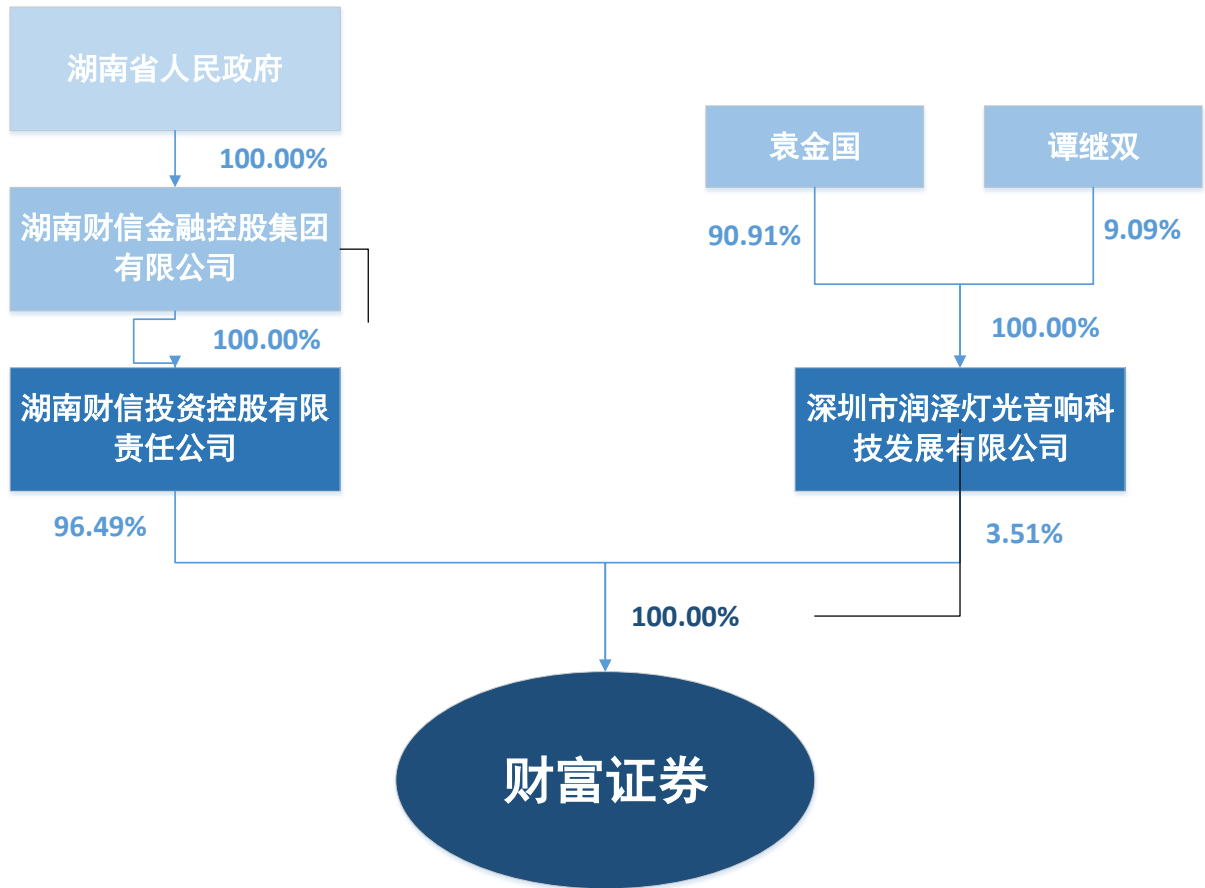 湖南省人民政府
100.00%
湖南财信金融控股集团
有限公司
100.00%
湖南财信投资控股有限
责任公司
96.49%
袁金国
谭继双
90.91%
9.09%
100.00%
深圳市润泽灯光音响科
技发展有限公司
3.51%
100.00%
财富证券